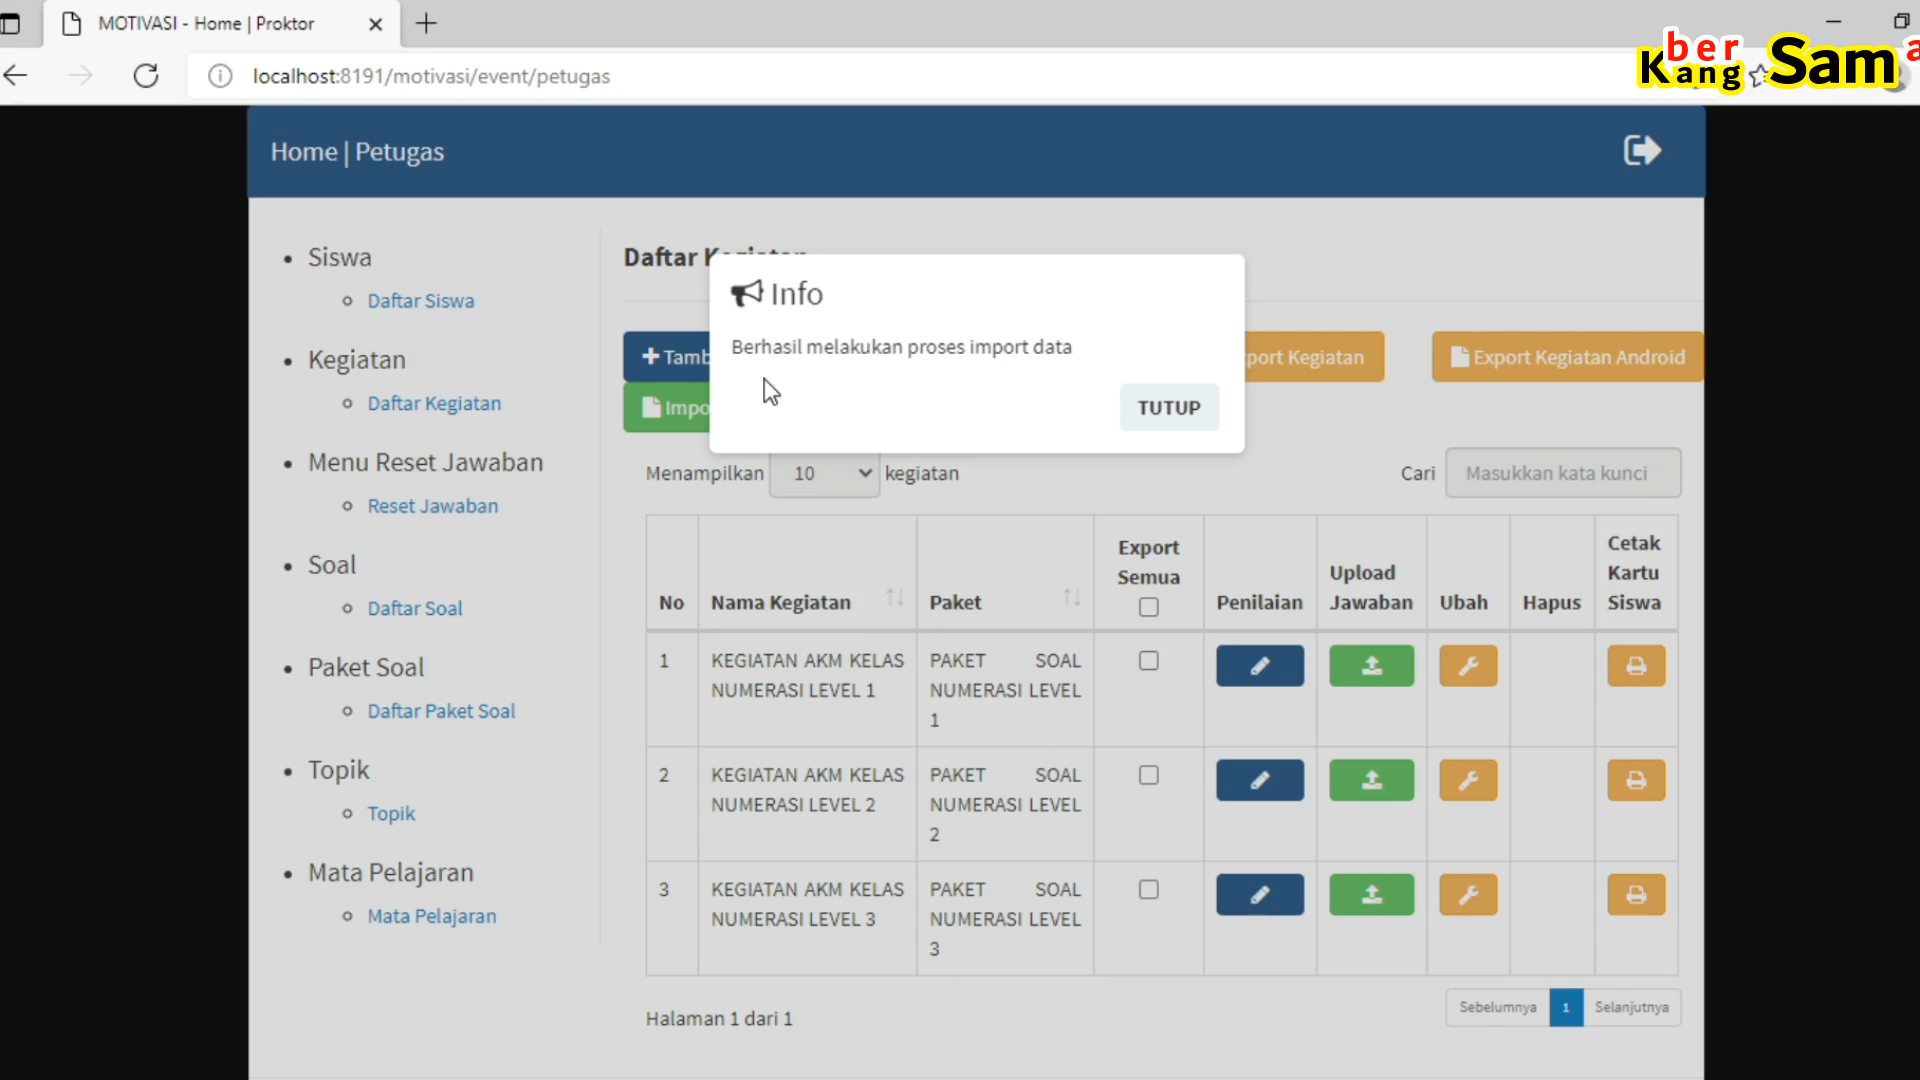 MOTIVASI - Home | Proktor
localhost:8191/motivasi/event/petugas
ber
Kang Sam a
Home | Petugas
Siswa
Daftar Siswa
Kegiatan
Daftar Kegiatan
Menu Reset Jawaban
Reset Jawaban
Soal
Daftar Soal
Paket Soal
Daftar Paket Soal
Topik
Topik
Mata Pelajaran
Mata Pelajaran
Daftar Kegiatan
Info
Berhasil melakukan proses import data
TUTUP
Tamb
port Kegiatan
Export Kegiatan Android
Impo
Menampilkan 10 kegiatan
Cari Masukkan kata kunci
No Nama Kegiatan Paket Export Semua Penilaian Upload Jawaban Ubah Hapus Cetak Kartu Siswa
1 KEGIATAN AKM KELAS PAKET SOAL
NUMERASI LEVEL 1 NUMERASI LEVEL
1
2 KEGIATAN AKM KELAS PAKET SOAL
NUMERASI LEVEL 2 NUMERASI LEVEL
2
3 KEGIATAN AKM KELAS PAKET SOAL
NUMERASI LEVEL 3 NUMERASI LEVEL
3
Halaman 1 dari 1
Sebelumnya 1 Selanjutnya